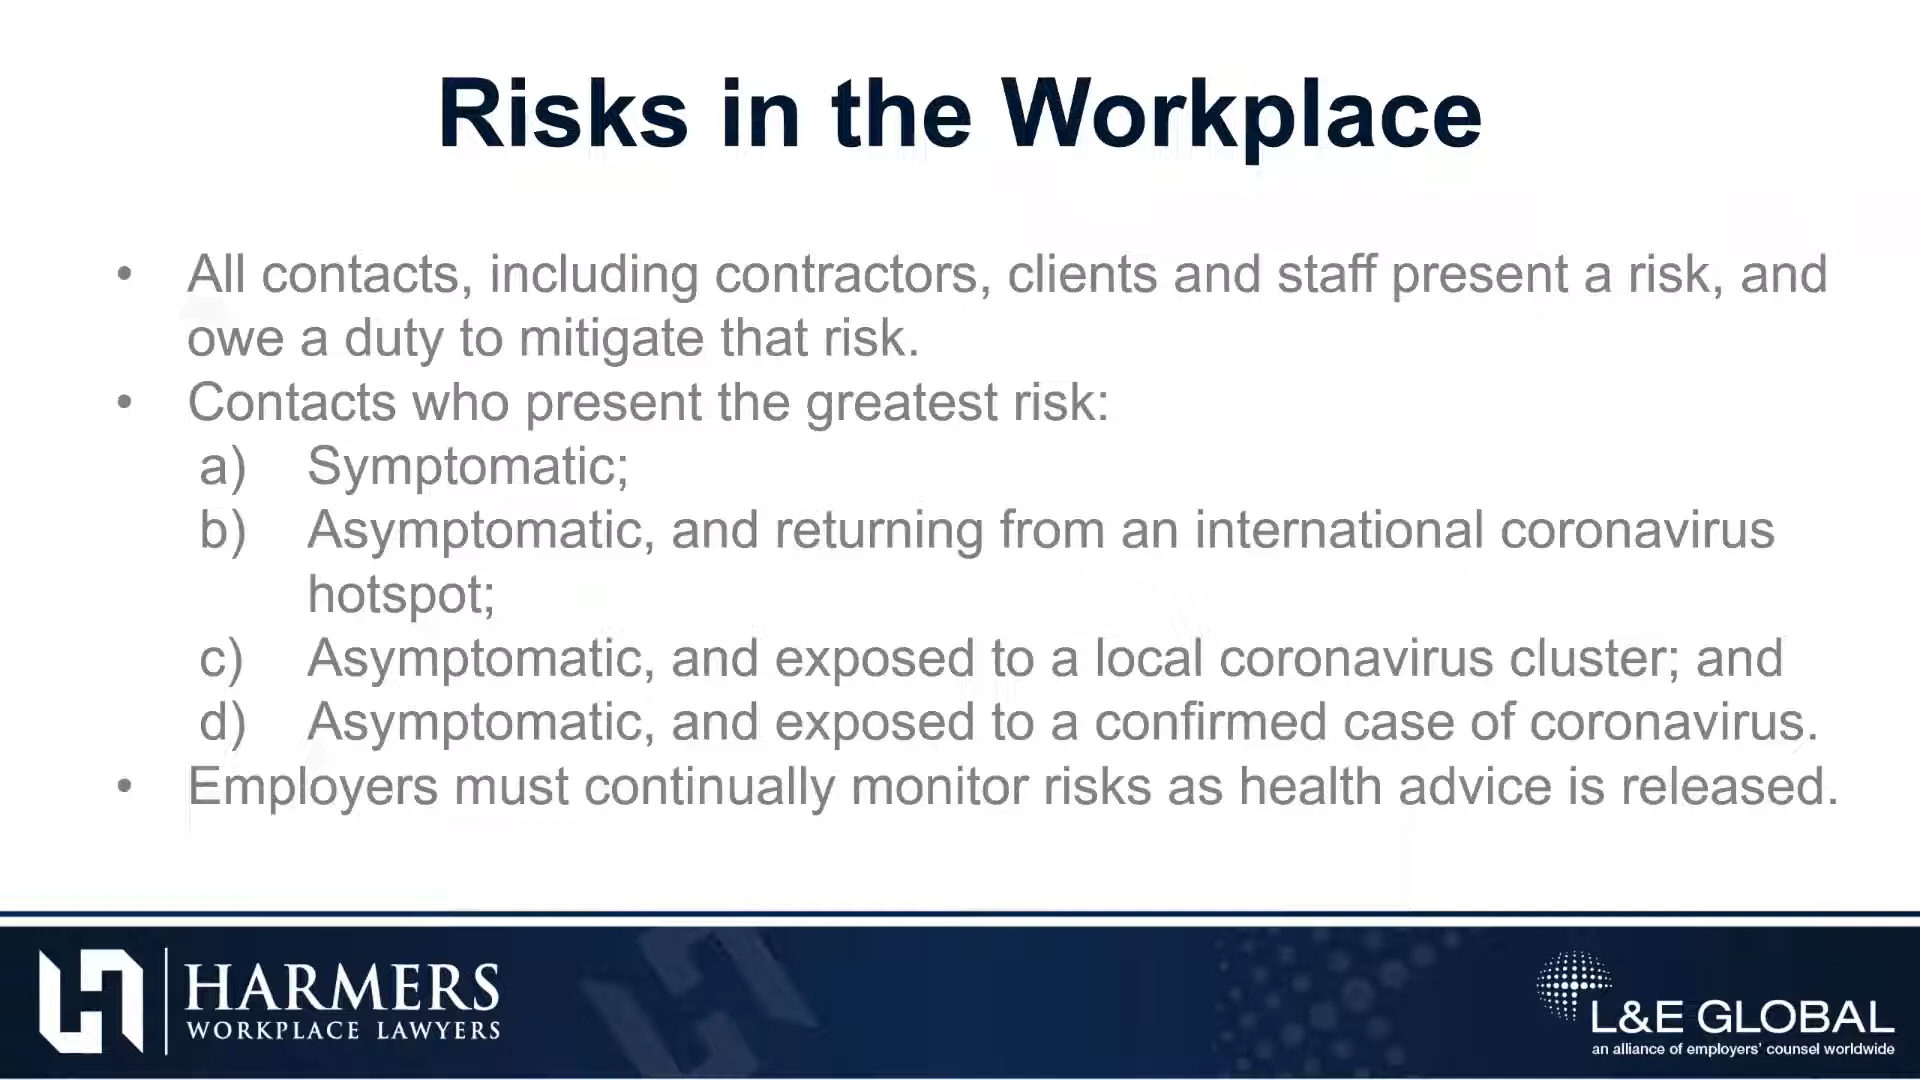 Risks in the Workplace
• All contacts, including contractors, clients and staff present a risk, and
owe a duty to mitigate that risk.
• Contacts who present the greatest risk:
a) Symptomatic;
b) Asymptomatic, and returning from an international coronavirus
hotspot;
c) Asymptomatic, and exposed to a local coronavirus cluster; and
d) Asymptomatic, and exposed to a confirmed case of coronavirus.
• Employers must continually monitor risks as health advice is released.
HARMERS
WORKPLACE LAWYERS
L&E GLOBAL
an alliance of employers' counsel worldwide